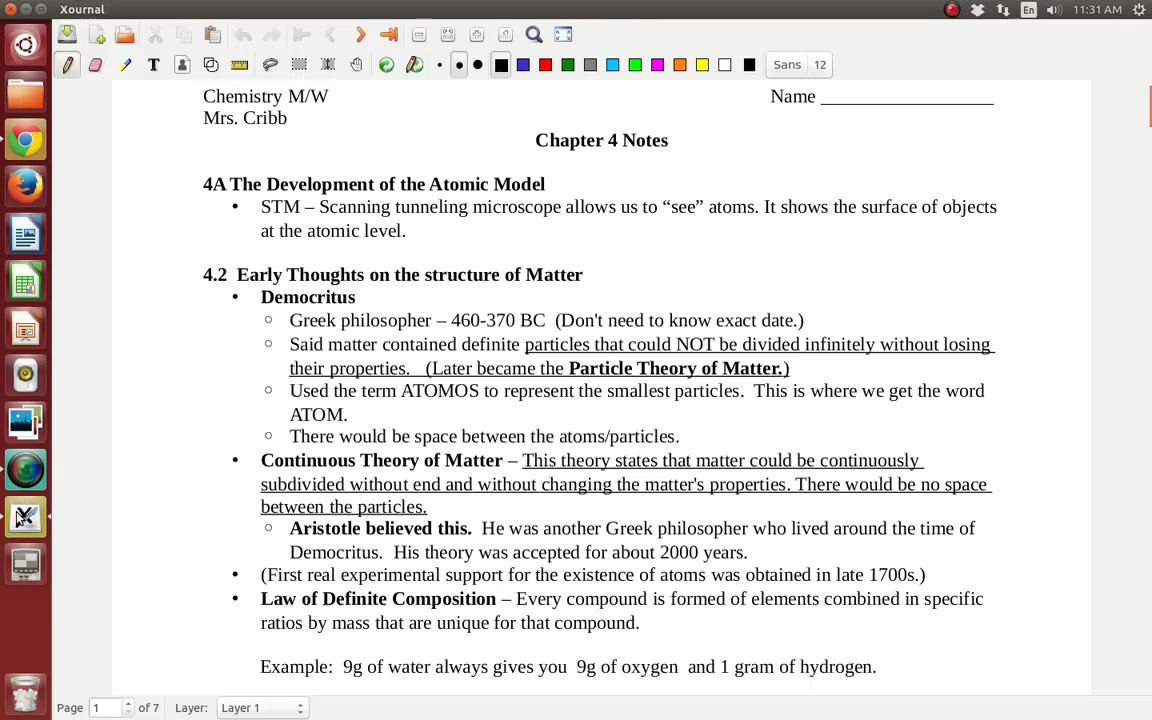 Xournal
En
11:31 AM
Sans 12
Chemistry M/W Name __________________
Mrs. Cribb
Chapter 4 Notes
4A The Development of the Atomic Model
• STM – Scanning tunneling microscope allows us to “see” atoms. It shows the surface of objects
at the atomic level.
4.2 Early Thoughts on the structure of Matter
• Democritus
○ Greek philosopher – 460-370 BC (Don't need to know exact date.)
○ Said matter contained definite particles that could NOT be divided infinitely without losing
their properties. (Later became the Particle Theory of Matter.)
○ Used the term ATOMOS to represent the smallest particles. This is where we get the word
ATOM.
○ There would be space between the atoms/particles.
• Continuous Theory of Matter – This theory states that matter could be continuously
subdivided without end and without changing the matter's properties. There would be no space
between the particles.
○ Aristotle believed this. He was another Greek philosopher who lived around the time of
Democritus. His theory was accepted for about 2000 years.
• (First real experimental support for the existence of atoms was obtained in late 1700s.)
• Law of Definite Composition – Every compound is formed of elements combined in specific
ratios by mass that are unique for that compound.
Example: 9g of water always gives you 9g of oxygen and 1 gram of hydrogen.
Page 1 of 7 Layer: Layer 1